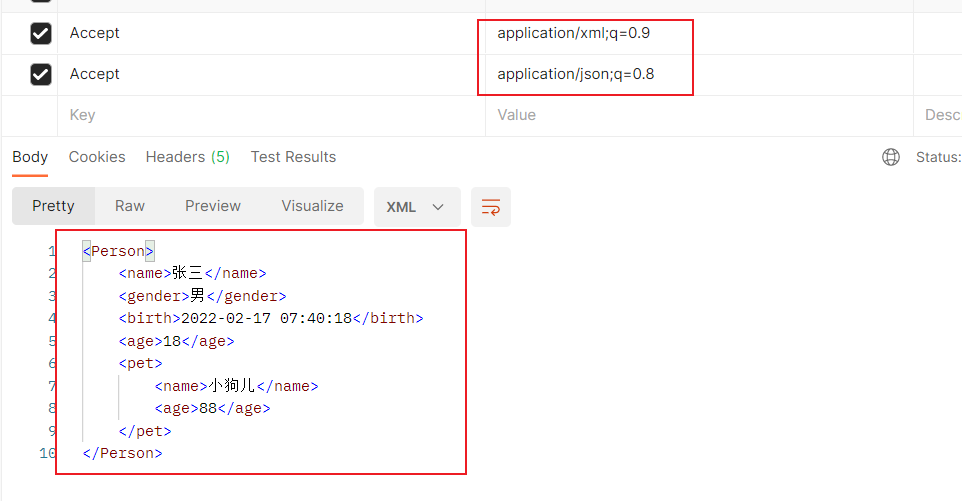 Accept application/xml;q=0.9
Accept application/json;q=0.8
Key Value Desc
Body Cookies Headers (5) Test Results Status:
Pretty Raw Preview Visualize XML
1 <Person>
2 <name>张三</name>
3 <gender>男</gender>
4 <birth>2022-02-17 07:40:18</birth>
5 <age>18</age>
6 <pet>
7 <name>小狗儿</name>
8 <age>88</age>
9 </pet>
10 </Person>